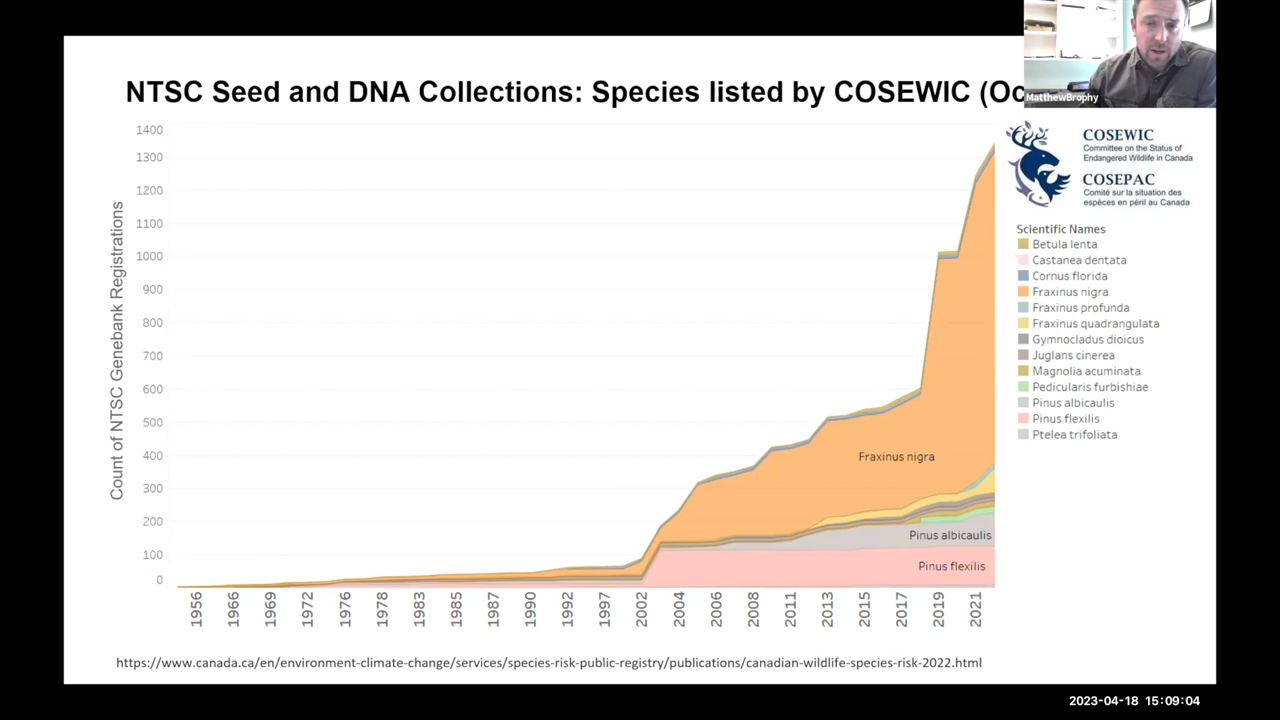 NTSC Seed and DNA Collections: Species listed by COSEWIC (Oc
MatthewBrophy
COSEWIC
Committee on the Status of
Endangered Wildlife in Canada
COSEPAC
Comité sur la situation des
espèces en péril au Canada
Count of NTSC Genebank Registrations
1400
1300
1200
1100
1000
900
800
700
600
500
400
300
200
100
0
Fraxinus nigra
Pinus albicaulis
Pinus flexilis
Scientific Names
Betula lenta
Castanea dentata
Cornus florida
Fraxinus nigra
Fraxinus profunda
Fraxinus quadrangulata
Gymnocladus dioicus
Juglans cinerea
Magnolia acuminata
Pedicularis furbishiae
Pinus albicaulis
Pinus flexilis
Ptelea trifoliata
1956 1966 1969 1972 1976 1978 1983 1985 1987 1990 1992 1997 2002 2004 2006 2008 2011 2013 2015 2017 2019 2021
https://www.canada.ca/en/environment-climate-change/services/species-risk-public-registry/publications/canadian-wildlife-species-risk-2022.html
2023-04-18 15:09:04